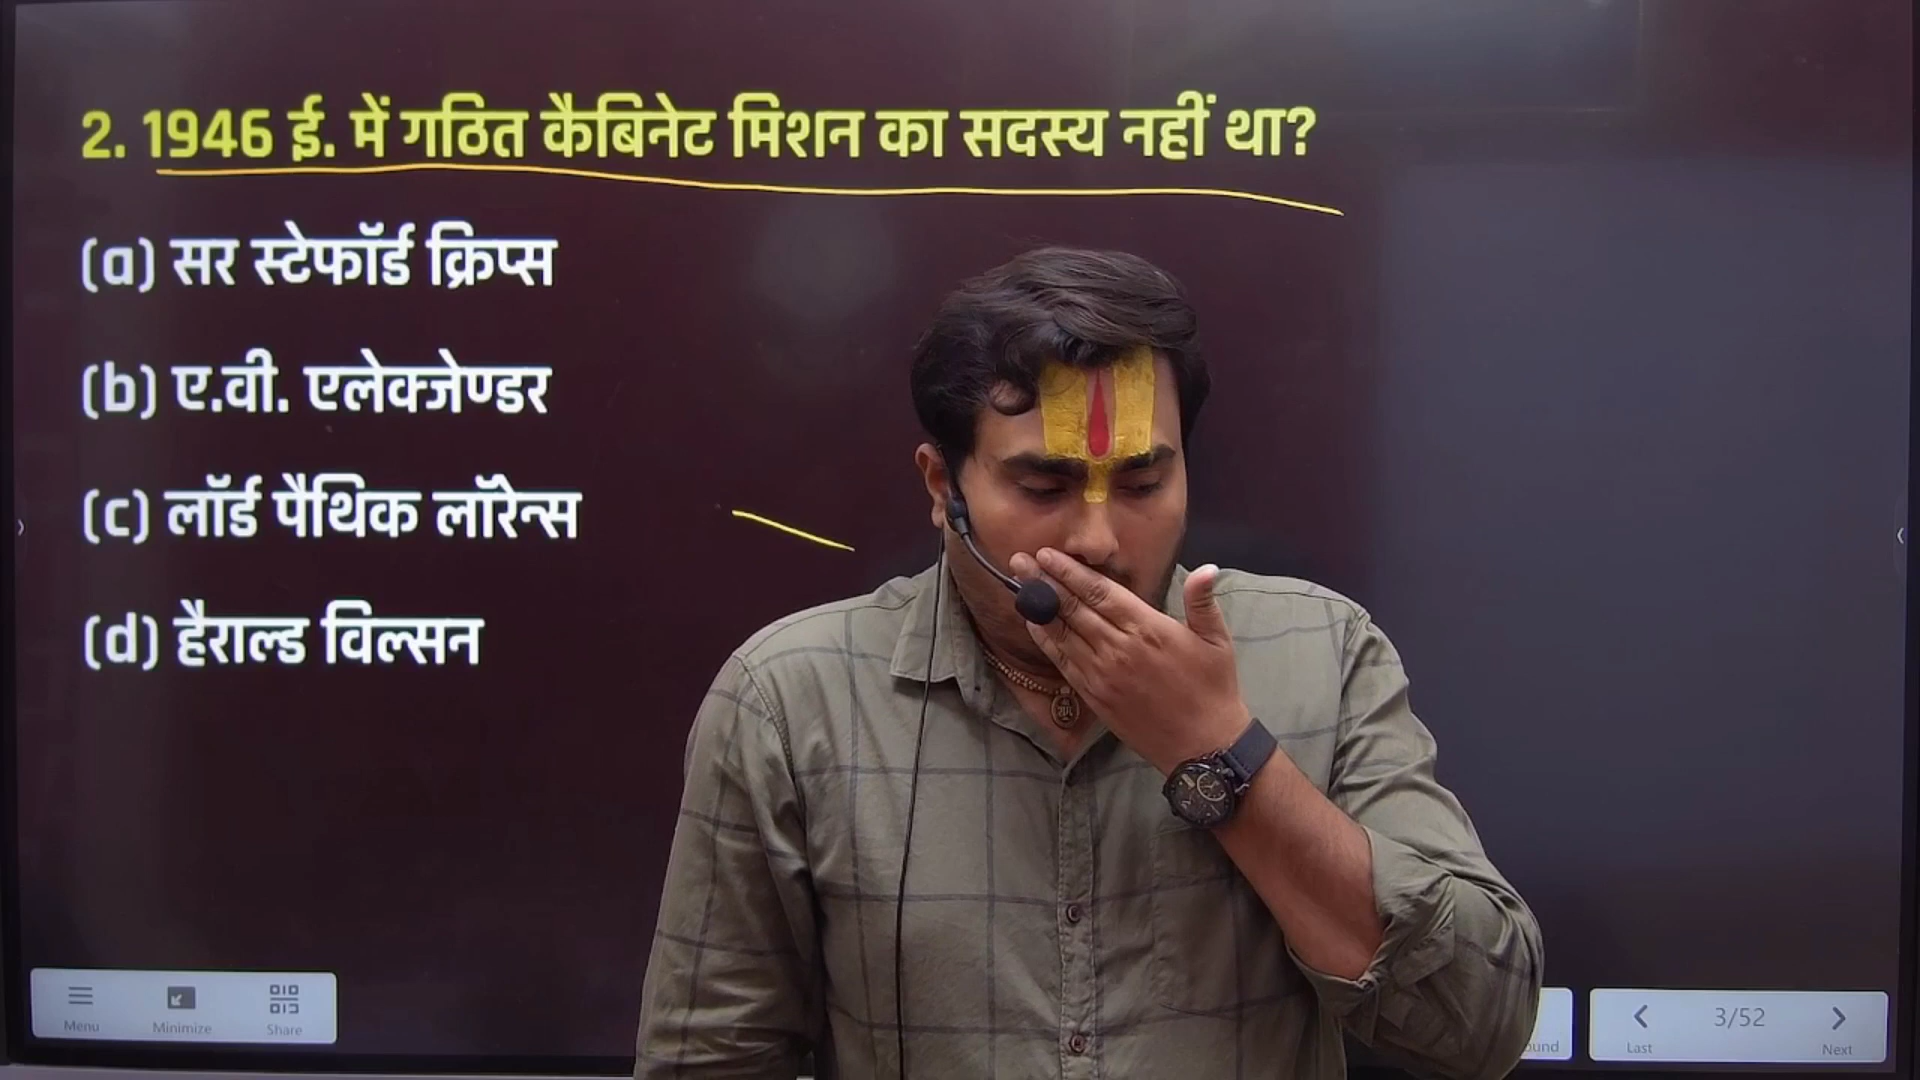 2. 1946 ई. में गठित कैबिनेट मिशन का सदस्य नहीं था?
(a) सर स्टेफॉर्ड क्रिप्स
(b) ए.वी. एलेक्जेण्डर
(c) लॉर्ड पैथिक लॉरेन्स
(d) हैराल्ड विल्सन
Menu Minimize Share
Last 3/52 Next